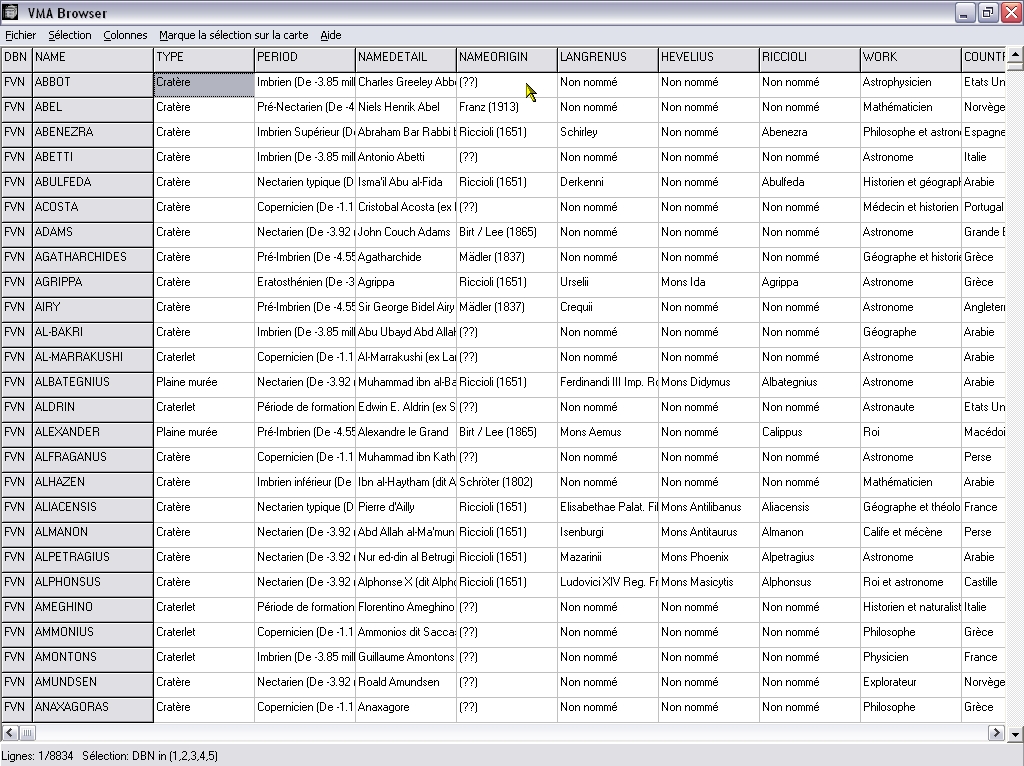 VMA Browser
Fichier Sélection Colonnes Marque la sélection sur la carte Aide
DBN NAME TYPE PERIOD NAMEDETAIL NAMEORIGIN LANGRENUS HEVELIUS RICCIOLI WORK COUNTR
FVN ABBOT Cratère Imbrien (De -3.85 mill Charles Greeley Abbo (??) Non nommé Non nommé Non nommé Astrophysicien Etats Un
FVN ABEL Cratère Pré-Nectarien (De -4 Niels Henrik Abel Franz (1913) Non nommé Non nommé Non nommé Mathématicien Norvège
FVN ABENEZRA Cratère Imbrien Supérieur (De Abraham Bar Rabbi b Riccioli (1651) Schirley Non nommé Abenezra Philosophe et astron Espagne
FVN ABETTI Cratère Imbrien (De -3.85 mill Antonio Abetti (??) Non nommé Non nommé Non nommé Astronome Italie
FVN ABULFEDA Cratère Nectarien typique (D Isma'il Abu al-Fida Riccioli (1651) Derkenni Non nommé Abulfeda Historien et géograph Arabie
FVN ACOSTA Cratère Copernicien (De -1.1 Cristobal Acosta (ex l (??) Non nommé Non nommé Non nommé Médecin et historien Portugal
FVN ADAMS Cratère Nectarien (De -3.92 John Couch Adams Birt / Lee (1865) Non nommé Non nommé Non nommé Astronome Grande B
FVN AGATHARCHIDES Cratère Pré-Imbrien (De -4.55 Agatharchide Mädler (1837) Non nommé Non nommé Non nommé Géographe et historie Grèce
FVN AGRIPPA Cratère Eratosthénien (De -3 Agrippa Riccioli (1651) Urselii Mons Ida Agrippa Astronome Grèce
FVN AIRY Cratère Pré-Imbrien (De -4.55 Sir George Bidel Airy Mädler (1837) Crequii Non nommé Non nommé Astronome Angleterr
FVN AL-BAKRI Cratère Imbrien (De -3.85 mill Abu Ubayd Abd Allah (??) Non nommé Non nommé Non nommé Géographe Arabie
FVN AL-MARRAKUSHI Craterlet Copernicien (De -1.1 Al-Marrakushi (ex Lan (??) Non nommé Non nommé Non nommé Astronome Arabie
FVN ALBATEGNIUS Plaine murée Nectarien (De -3.92 Muhammad ibn al-Ba Riccioli (1651) Ferdinandi III Imp. Ro Mons Didymus Albategnius Astronome Arabie
FVN ALDRIN Craterlet Période de formation Edwin E. Aldrin (ex S (??) Non nommé Non nommé Non nommé Astronaute Etats Un
FVN ALEXANDER Plaine murée Pré-Imbrien (De -4.55 Alexandre le Grand Birt / Lee (1865) Mons Aemus Non nommé Calippus Roi Macédoi
FVN ALFRAGANUS Cratère Copernicien (De -1.1 Muhammad ibn Kath (??) Non nommé Non nommé Non nommé Astronome Perse
FVN ALHAZEN Cratère Imbrien inférieur (De Ibn al-Haytham (dit A Schröter (1802) Non nommé Non nommé Non nommé Mathématicien Arabie
FVN ALIACENSIS Cratère Nectarien typique (D Pierre d'Ailly Riccioli (1651) Elisabethae Palat. Fil Mons Antilibanus Aliacensis Géographe et théolo France
FVN ALMANON Cratère Nectarien (De -3.92 Abd Allah al-Ma'mun Riccioli (1651) Isenburgi Mons Antitaurus Almanon Calife et mécène Perse
FVN ALPETRAGIUS Cratère Nectarien (De -3.92 Nur ed-din al Betrugi Riccioli (1651) Mazarinii Mons Phoenix Alpetragius Astronome Arabie
FVN ALPHONSUS Cratère Nectarien (De -3.92 Alphonse X (dit Alpho Riccioli (1651) Ludovici XIV Reg. Fr Mons Masicytis Alphonsus Roi et astronome Castille
FVN AMEGHINO Craterlet Période de formation Florentino Ameghino (??) Non nommé Non nommé Non nommé Historien et naturalist Italie
FVN AMMONIUS Craterlet Copernicien (De -1.1 Ammonios dit Saccas (??) Non nommé Non nommé Non nommé Philosophe Grèce
FVN AMONTONS Craterlet Imbrien (De -3.85 mill Guillaume Amontons (??) Non nommé Non nommé Non nommé Physicien France
FVN AMUNDSEN Cratère Nectarien (De -3.92 Roald Amundsen (??) Non nommé Non nommé Non nommé Explorateur Norvège
FVN ANAXAGORAS Cratère Copernicien (De -1.1 Anaxagore (??) Non nommé Non nommé Non nommé Philosophe Grèce
Lignes: 1/8834 Sélection: DBN in (1,2,3,4,5)